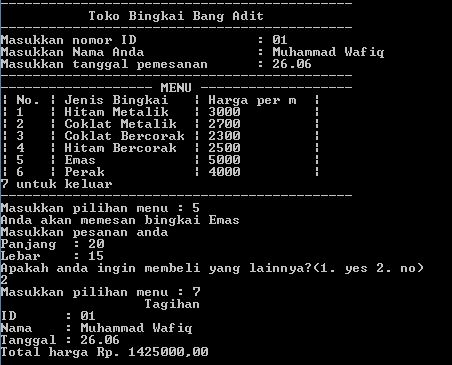 Toko Bingkai Bang Adit
Masukkan nomor ID : 01
Masukkan Nama Anda : Muhammad Wafiq
Masukkan tanggal pemesanan : 26.06
MENU
| No. | Jenis Bingkai | Harga per m |
| 1 | Hitam Metalik | 3000 |
| 2 | Coklat Metalik | 2700 |
| 3 | Coklat Bercorak | 2300 |
| 4 | Hitam Bercorak | 2500 |
| 5 | Emas | 5000 |
| 6 | Perak | 4000 |
7 untuk keluar
Masukkan pilihan menu : 5
Anda akan memesan bingkai Emas
Masukkan pesanan anda
Panjang : 20
Lebar : 15
Apakah anda ingin membeli yang lainnya?(1. yes 2. no)
2
Masukkan pilihan menu : 7
Tagihan
ID : 01
Nama : Muhammad Wafiq
Tanggal : 26.06
Total harga Rp. 1425000,00